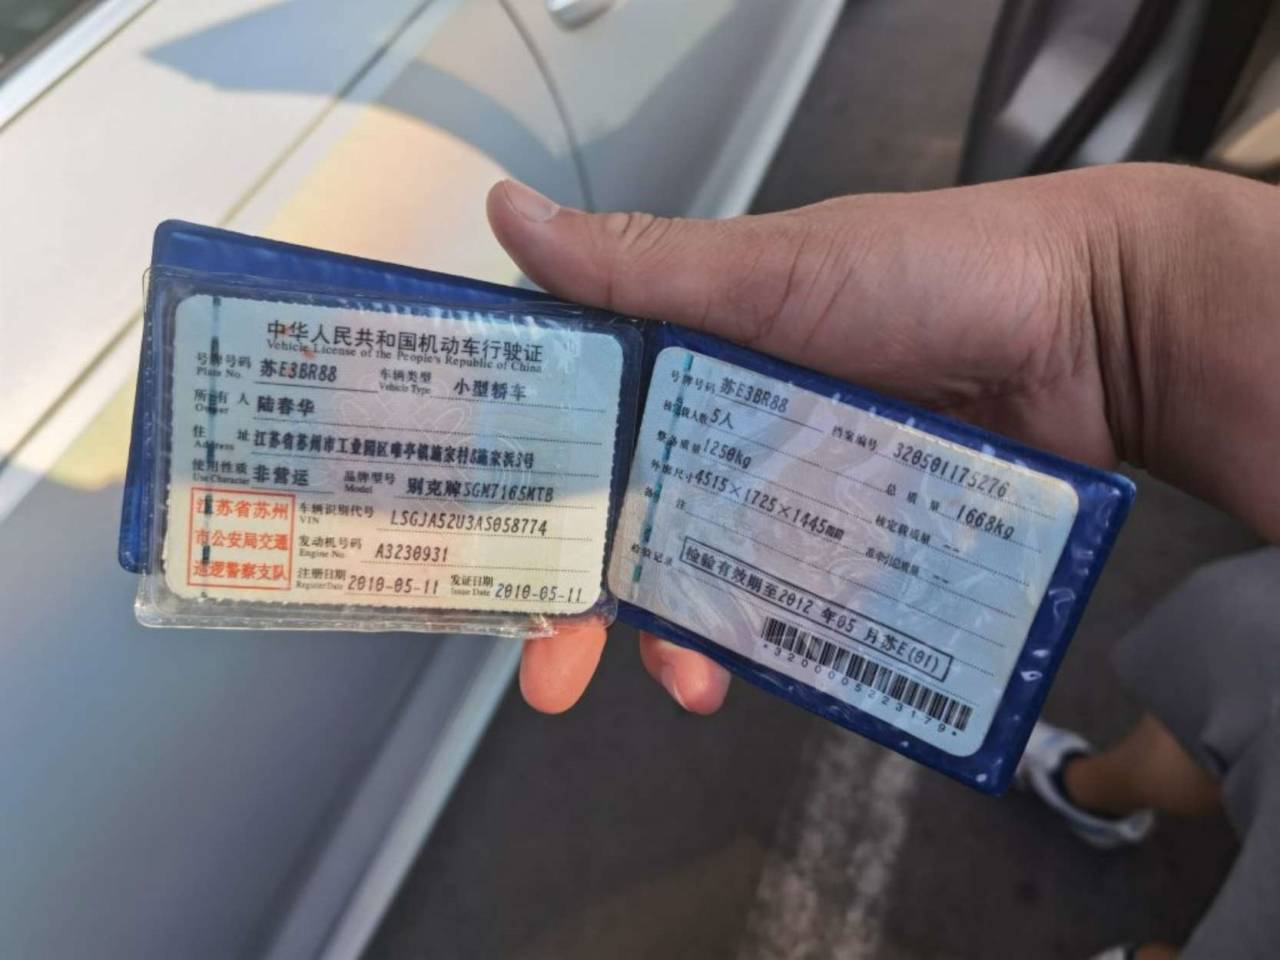 中华人民共和国机动车行驶证
Vehicle License of the People's Republic of China
号牌号码 苏E3BR88 车辆类型 小型轿车
Plate No. Vehicle Type
所有人 陆春华
Owner
住址 江苏省苏州市工业园区唯亭镇施家村8施家浜3号
Address
使用性质 非营运 品牌型号 别克牌SGM7165MTB
Use Character Model
江苏省苏州
市公安局交通
巡逻警察支队
车辆识别代号 LSGJA52U3AS058774
VIN
发动机号码 A3230931
Engine No.
注册日期 2010-05-11 发证日期 2010-05-11
Register Date Issue Date
号牌号码 苏E3BR88 档案编号 320501175276
核定载人数 5人 总质量 1668kg
整备质量 1250kg 核定载质量 --
外廓尺寸 4515×1725×1445mm 准牵引总质量 --
备注
检验记录 检验有效期至2012年05月苏E(01)
*3200005223179*